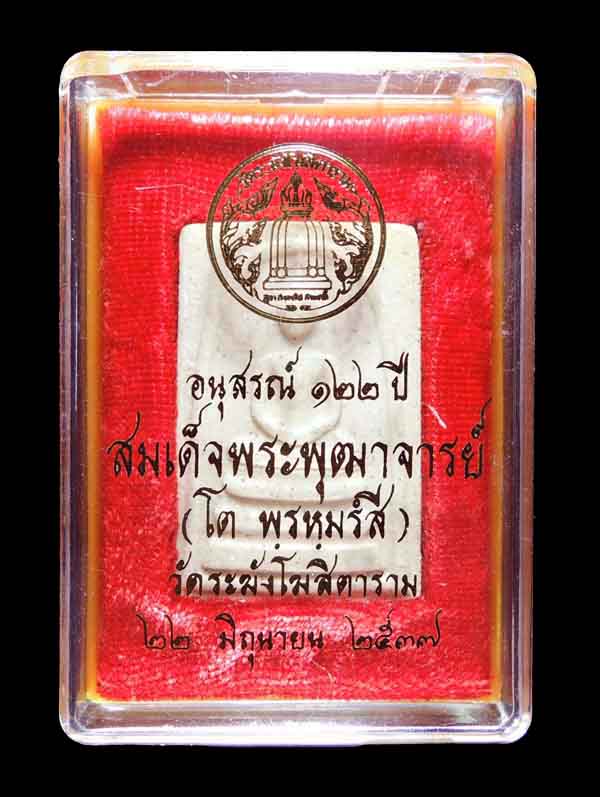 อนุสรณ์ ๑๒๒ ปี
สมเด็จพระพุฒาจารย์
(โต พฺรหฺมรํสี)
วัดระฆังโฆสิตาราม
๒๒ มิถุนายน ๒๕๓๗